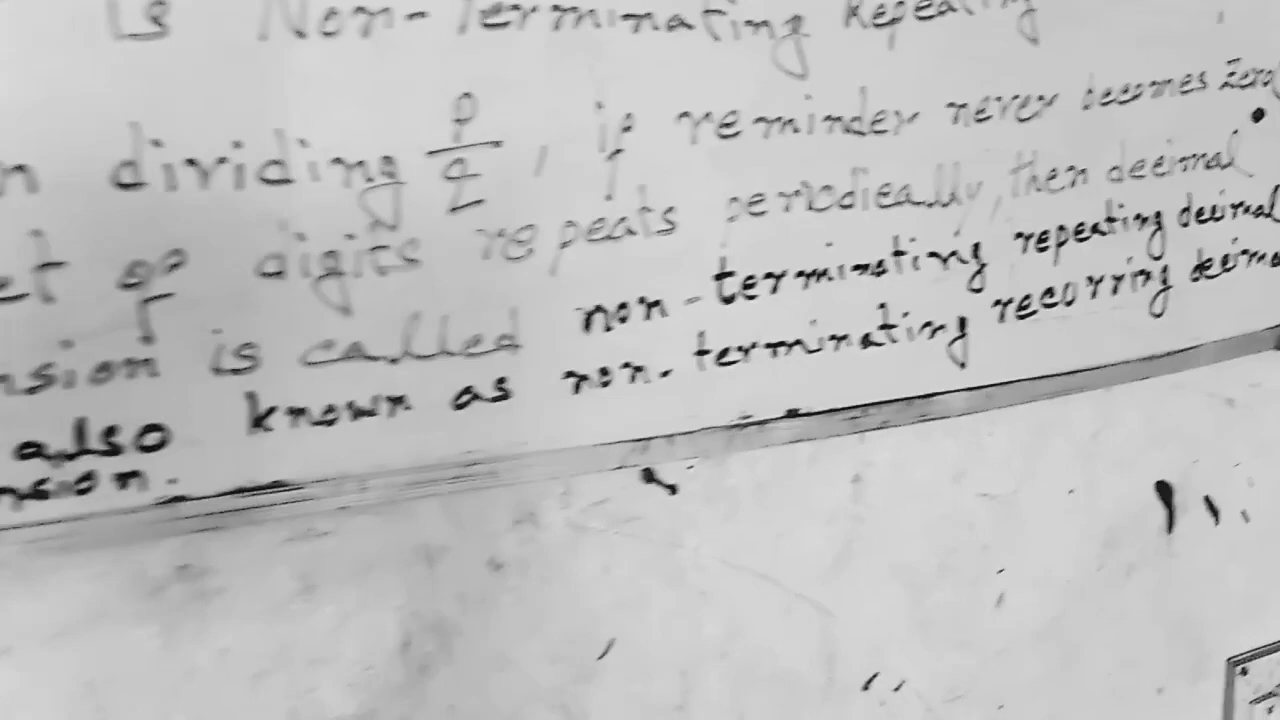 is Non-Terminating Repeating
n dividing p/q, if reminder never becomes zero
et of digits repeats periodically, then decimal
nsion is called non-terminating repeating decimal
also known as non-terminating recorring decima
nsion.